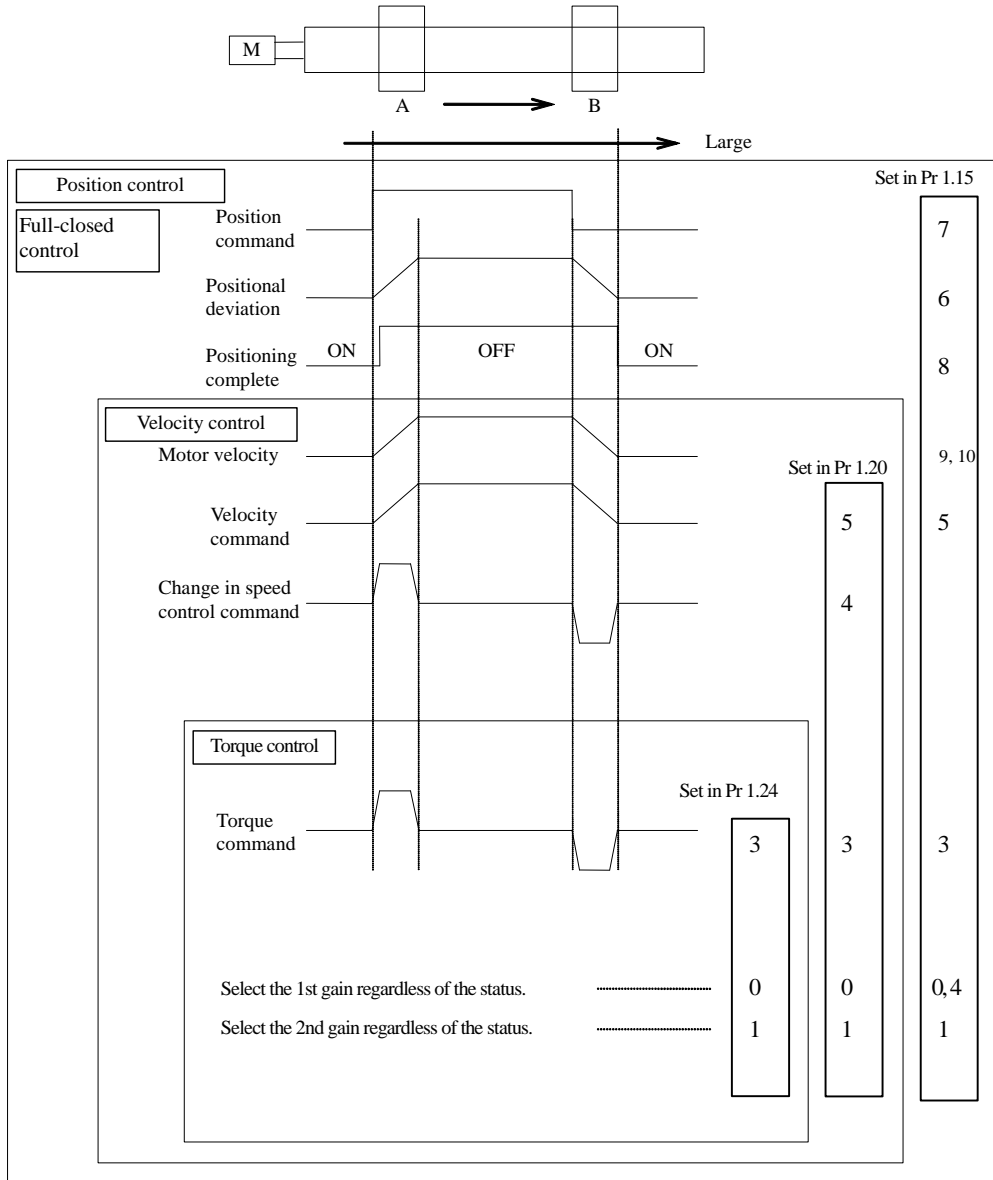 M
A
B
Large
Position control
Set in Pr 1.15
Full-closed
control
Position
command
7
Positional
deviation
6
Positioning
complete
ON
OFF
ON
8
Velocity control
Motor velocity
9, 10
Set in Pr 1.20
Velocity
command
5
5
Change in speed
control command
4
Torque control
Set in Pr 1.24
Torque
command
3
3
3
Select the 1st gain regardless of the status.
0
0
0, 4
Select the 2nd gain regardless of the status.
1
1
1